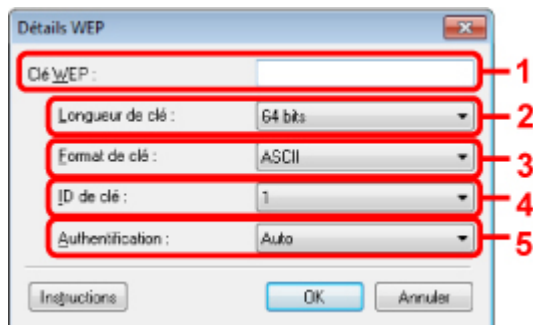 Détails WEP
Clé WEP : 1
Longueur de clé : 64 bits 2
Format de clé : ASCII 3
ID de clé : 1 4
Authentification : Auto 5
Instructions OK Annuler